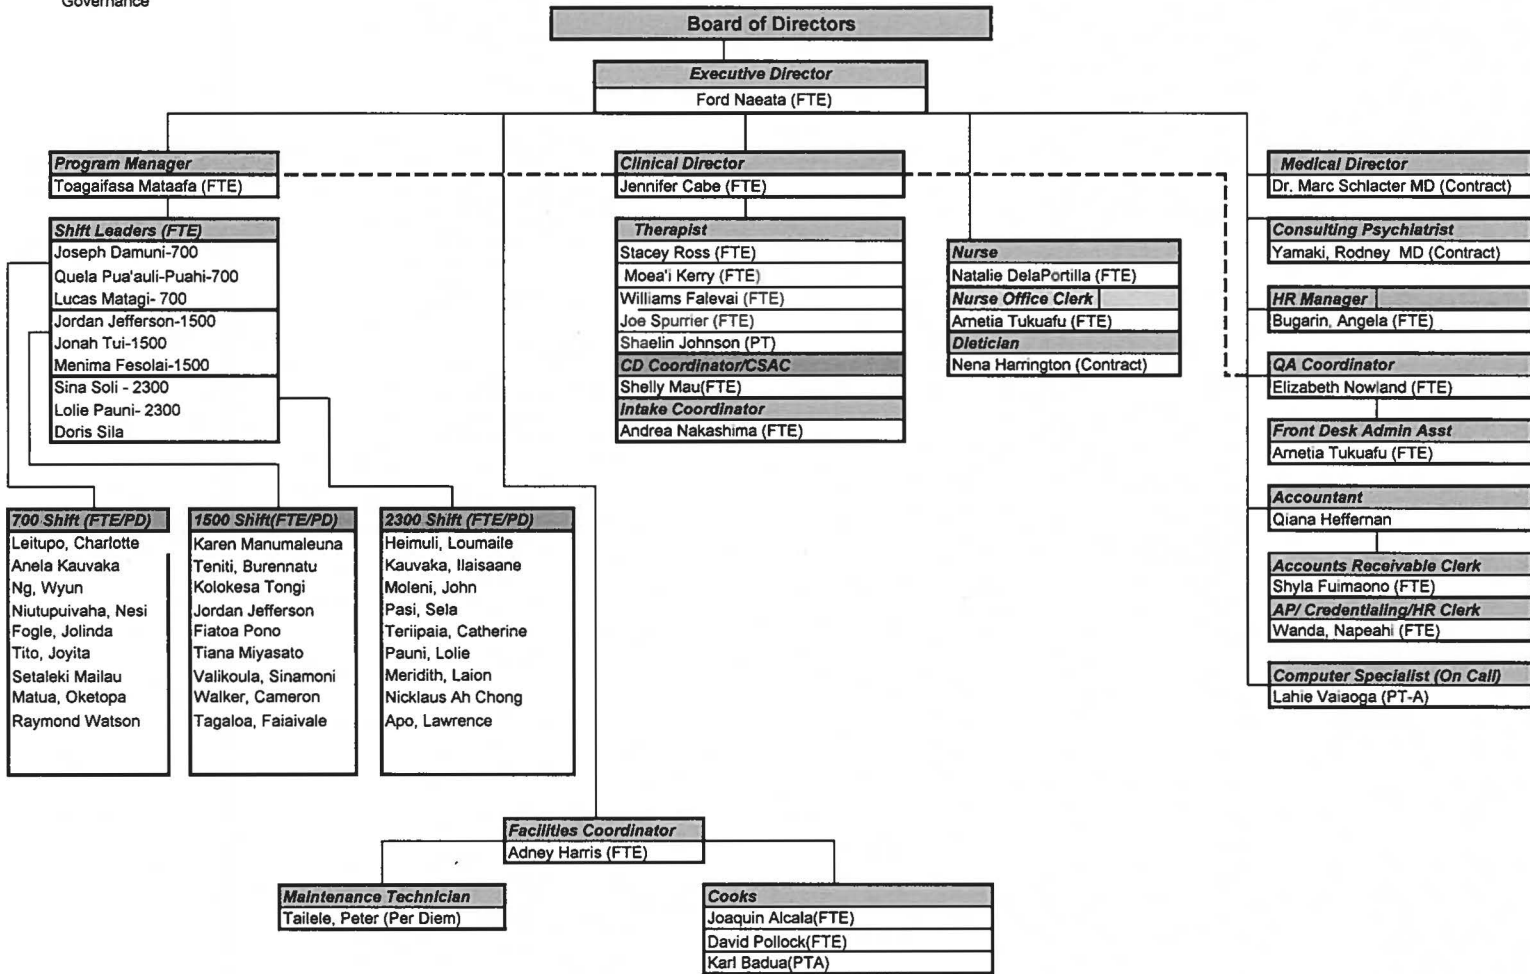 Governance
Board of Directors
Executive Director
Ford Naeata (FTE)
Program Manager
Toagaifasa Mataafa (FTE)
Clinical Director
Jennifer Cabe (FTE)
Medical Director
Dr. Marc Schlacter MD (Contract)
Shift Leaders (FTE)
Joseph Damuni-700
Quela Pua'auli-Puahi-700
Lucas Matagi- 700
Jordan Jefferson-1500
Jonah Tui-1500
Menima Fesolai-1500
Sina Soli - 2300
Lolie Pauni- 2300
Doris Sila
Therapist
Stacey Ross (FTE)
Moea'i Kerry (FTE)
Williams Falevai (FTE)
Joe Spurrier (FTE)
Shaelin Johnson (PT)
CD Coordinator/CSAC
Shelly Mau(FTE)
Intake Coordinator
Andrea Nakashima (FTE)
Nurse
Natalie DelaPortilla (FTE)
Nurse Office Clerk
Ametia Tukuafu (FTE)
Dietician
Nena Harrington (Contract)
Consulting Psychiatrist
Yamaki, Rodney MD (Contract)
HR Manager
Bugarin, Angela (FTE)
QA Coordinator
Elizabeth Nowland (FTE)
Front Desk Admin Asst
Ametia Tukuafu (FTE)
Accountant
Qiana Heffernan
Accounts Receivable Clerk
Shyla Fuimaono (FTE)
AP/ Credentialing/HR Clerk
Wanda, Napeahi (FTE)
Computer Specialist (On Call)
Lahie Vaiaoga (PT-A)
700 Shift (FTE/PD)
Leitupo, Charlotte
Anela Kauvaka
Ng, Wyun
Niutupuivaha, Nesi
Fogle, Jolinda
Tito, Joyita
Setaleki Mailau
Matua, Oketopa
Raymond Watson
1500 Shift(FTE/PD)
Karen Manumaleuna
Teniti, Burennatu
Kolokesa Tongi
Jordan Jefferson
Fiatoa Pono
Tiana Miyasato
Valikoula, Sinamoni
Walker, Cameron
Tagaloa, Faiaivale
2300 Shift (FTE/PD)
Heimuli, Loumaile
Kauvaka, Ilaisaane
Moleni, John
Pasi, Sela
Teriipaia, Catherine
Pauni, Lolie
Meridith, Laion
Nicklaus Ah Chong
Apo, Lawrence
Facilities Coordinator
Adney Harris (FTE)
Maintenance Technician
Tailele, Peter (Per Diem)
Cooks
Joaquin Alcala(FTE)
David Pollock(FTE)
Karl Badua(PTA)